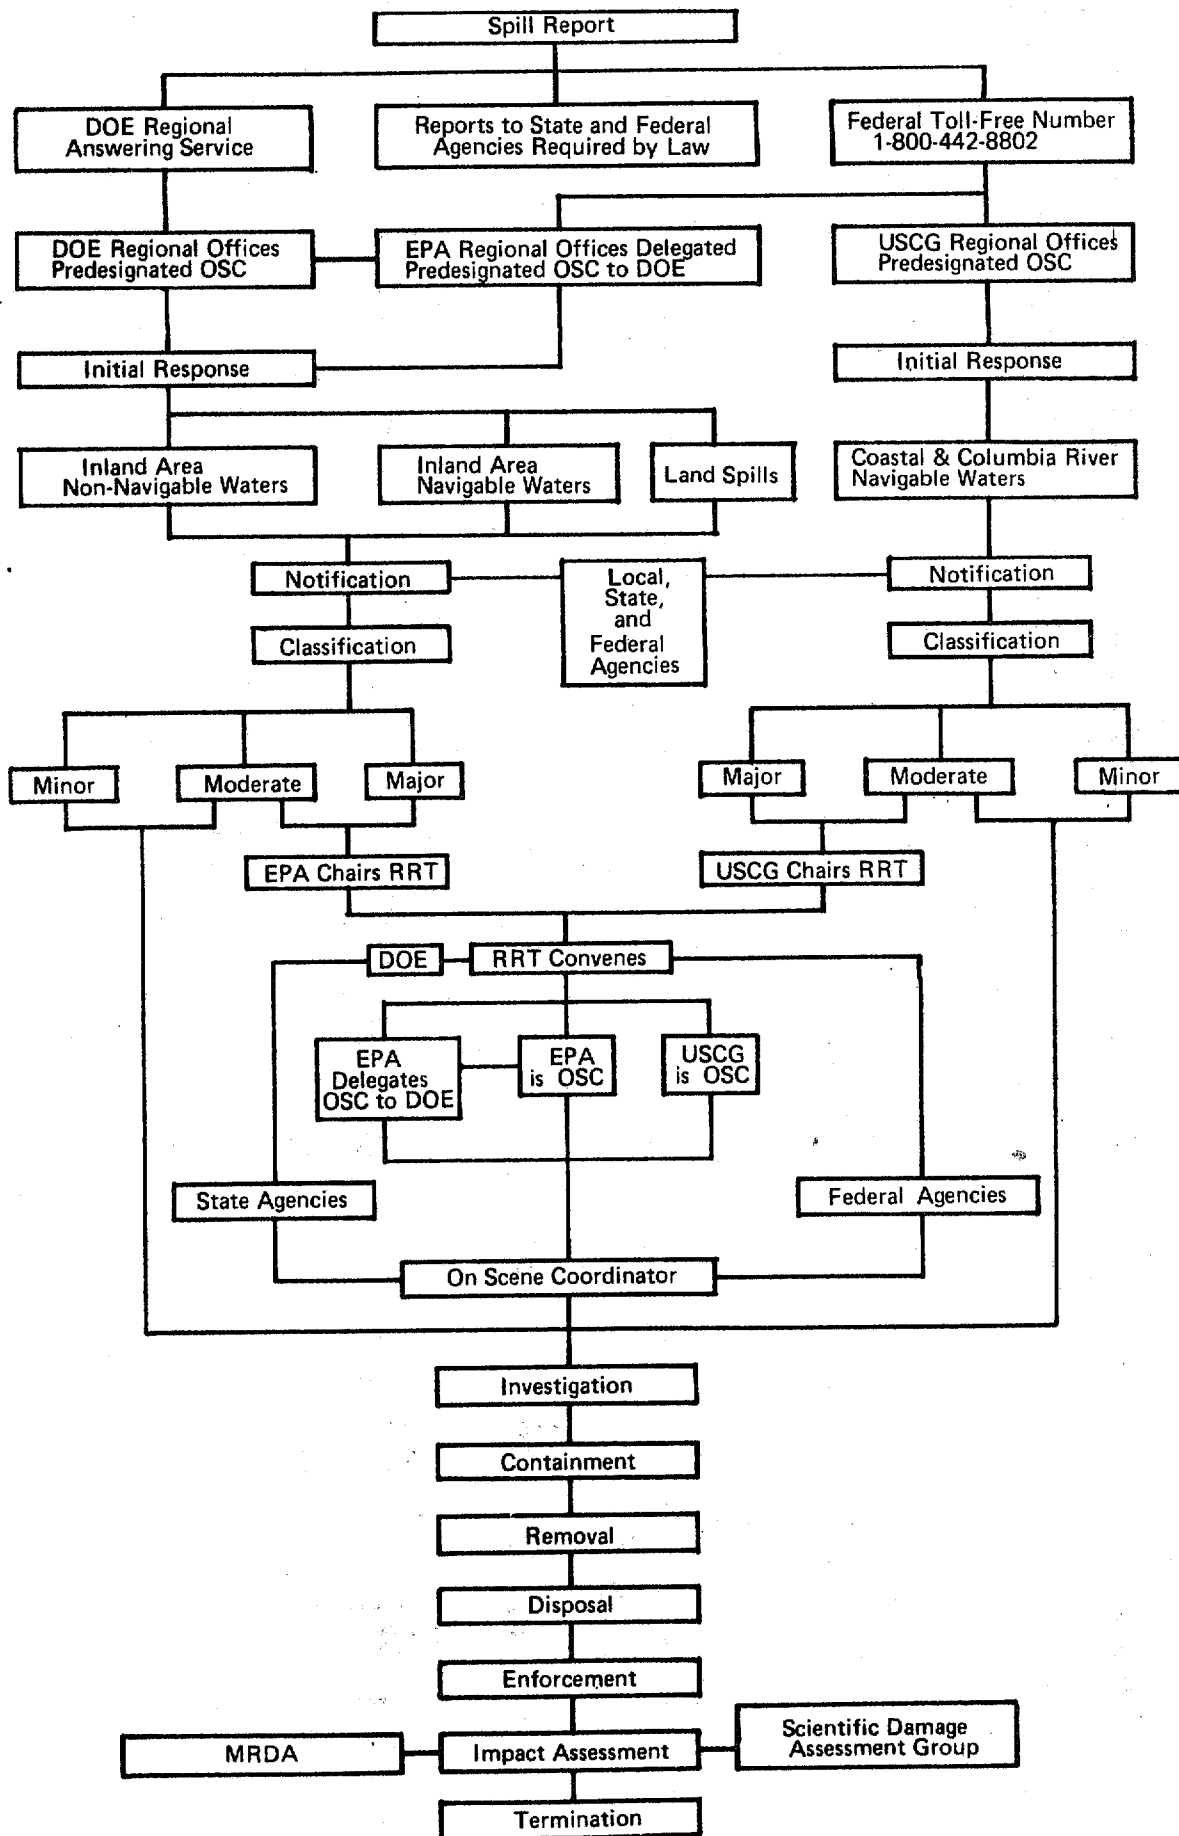 Spill Report
DOE Regional
Answering Service
Reports to State and Federal
Agencies Required by Law
Federal Toll-Free Number
1-800-442-8802
DOE Regional Offices
Predesignated OSC
EPA Regional Offices Delegated
Predesignated OSC to DOE
USCG Regional Offices
Predesignated OSC
Initial Response
Initial Response
Inland Area
Non-Navigable Waters
Inland Area
Navigable Waters
Land Spills
Coastal & Columbia River
Navigable Waters
Notification
Local,
State,
and
Federal
Agencies
Notification
Classification
Classification
Minor
Moderate
Major
Major
Moderate
Minor
EPA Chairs RRT
USCG Chairs RRT
DOE
RRT Convenes
EPA
Delegates
OSC to DOE
EPA
is OSC
USCG
is OSC
State Agencies
Federal Agencies
On Scene Coordinator
Investigation
Containment
Removal
Disposal
Enforcement
MRDA
Impact Assessment
Scientific Damage
Assessment Group
Termination